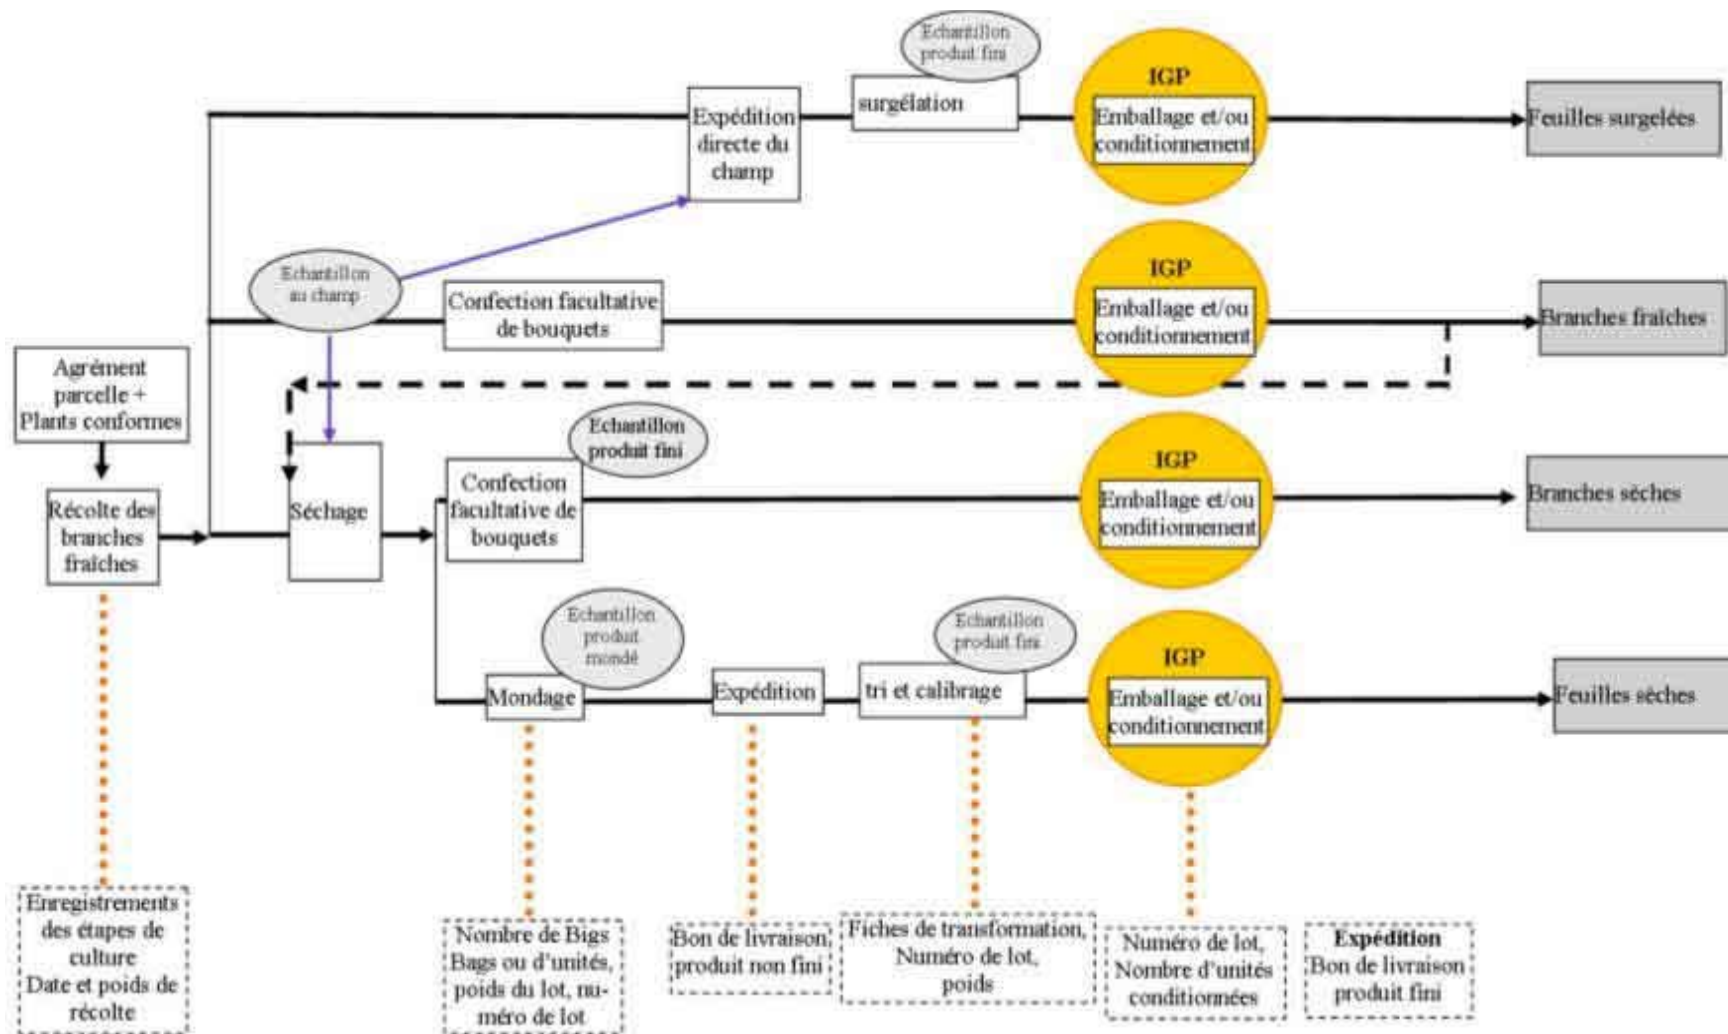 Echantillon
produit fini
surgélation
Expédition
directe du
champ
IGP
Emballage et/ou
conditionnement
Feuilles surgelées
Echantillon
au champ
Confection facultative
de bouquets
IGP
Emballage et/ou
conditionnement
Branches fraîches
Agrément
parcelle +
Plants conformes
Récolte des
branches
fraîches
Séchage
Echantillon
produit fini
Confection
facultative de
bouquets
IGP
Emballage et/ou
conditionnement
Branches sèches
Echantillon
produit
mondé
Mondage
Expédition
Echantillon
produit fini
tri et calibrage
IGP
Emballage et/ou
conditionnement
Feuilles sèches
Enregistrements
des étapes de
culture
Date et poids de
récolte
Nombre de Bigs
Bags ou d'unités,
poids du lot, nu-
méro de lot
Bon de livraison
produit non fini
Fiches de transformation,
Numéro de lot,
poids
Numéro de lot,
Nombre d'unités
conditionnées
Expédition
Bon de livraison
produit fini